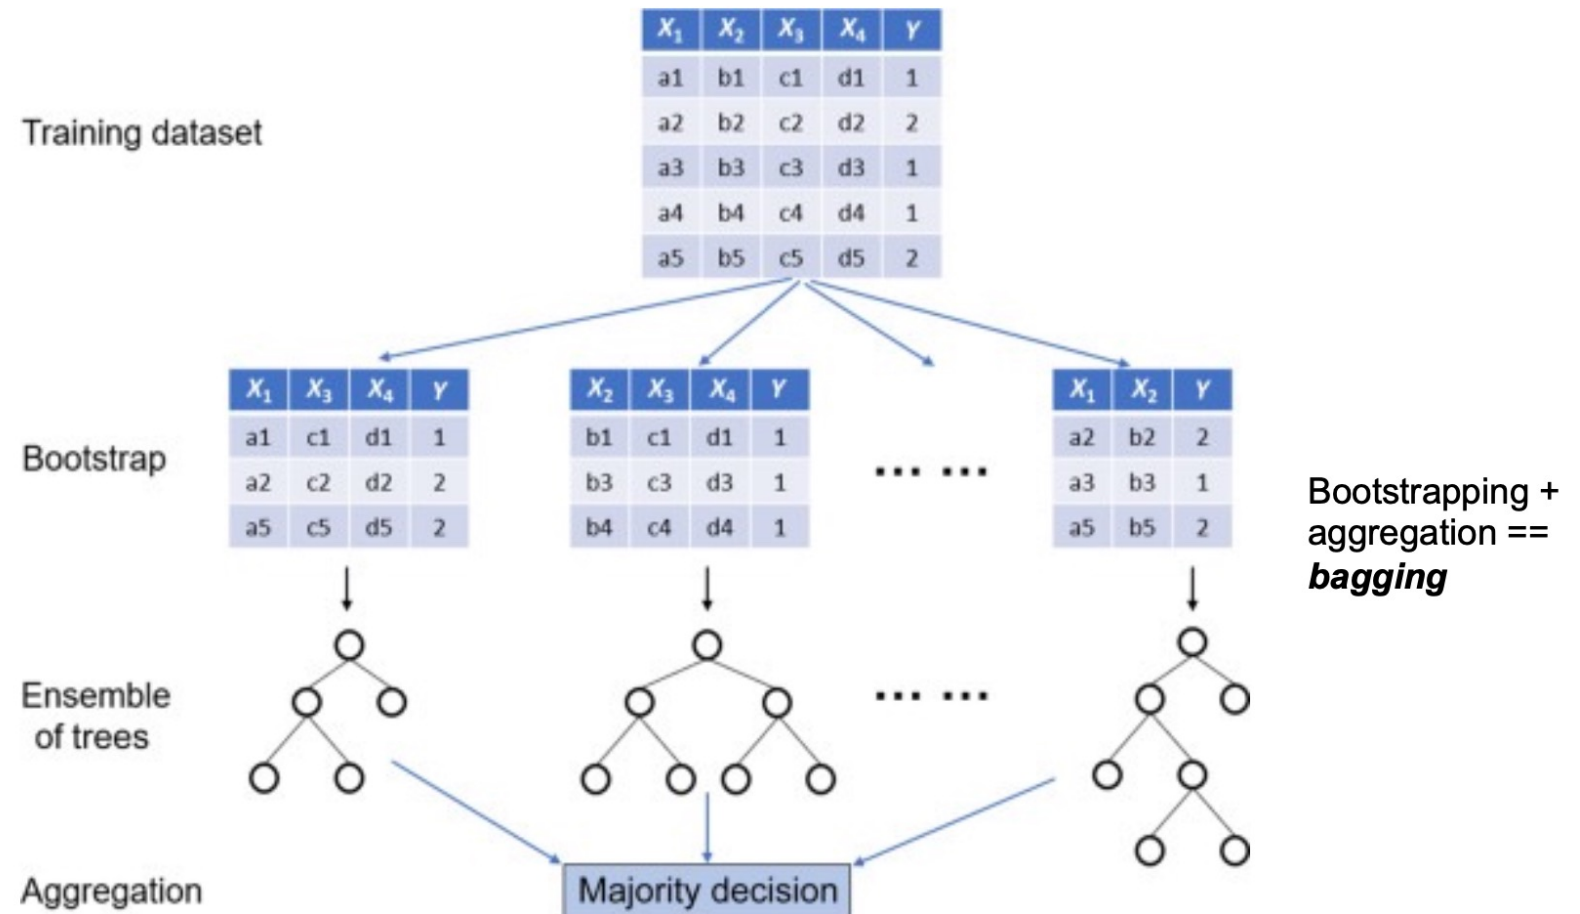 X1 X2 X3 X4 Y
a1 b1 c1 d1 1
a2 b2 c2 d2 2
a3 b3 c3 d3 1
a4 b4 c4 d4 1
a5 b5 c5 d5 2
Training dataset
Bootstrap
X1 X3 X4 Y
a1 c1 d1 1
a2 c2 d2 2
a5 c5 d5 2
X2 X3 X4 Y
b1 c1 d1 1
b3 c3 d3 1
b4 c4 d4 1
... ...
X1 X2 Y
a2 b2 2
a3 b3 1
a5 b5 2
Bootstrapping +
aggregation ==
bagging
Ensemble
of trees
... ...
Aggregation
Majority decision